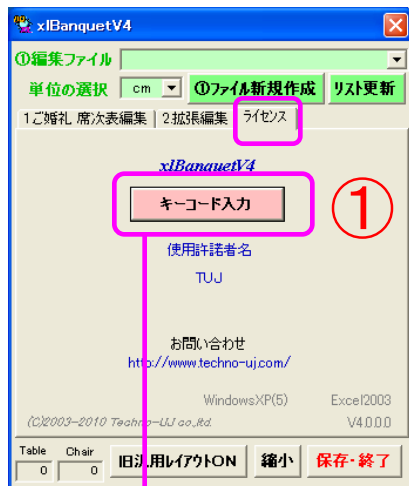 xlBanquetV4
①編集ファイル
単位の選択 cm ①ファイル新規作成 リスト更新
1ご婚礼 席次表編集 2拡張編集 ライセンス
xlBanquetV4
キーコード入力
①
使用許諾者名
TUJ
お問い合わせ
http://www.techno-uj.com/
WindowsXP(5) Excel2003
(C)2003-2010 Techno-UJ co.,ltd. V4.0.0.0
Table Chair
0 0 旧汎用レイアウトON 縮小 保存・終了